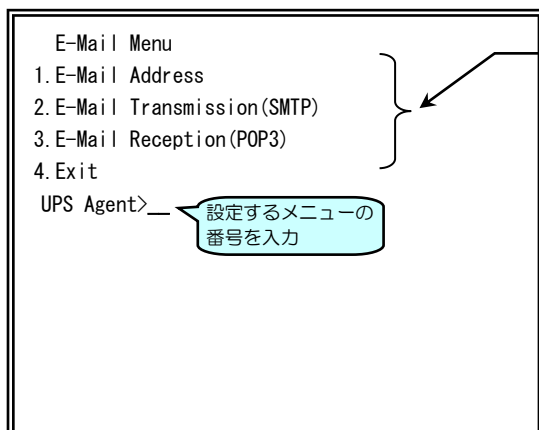 E-Mail Menu
1.E-Mail Address
2.E-Mail Transmission(SMTP)
3.E-Mail Reception(POP3)
4.Exit
UPS Agent>__
設定するメニューの
番号を入力